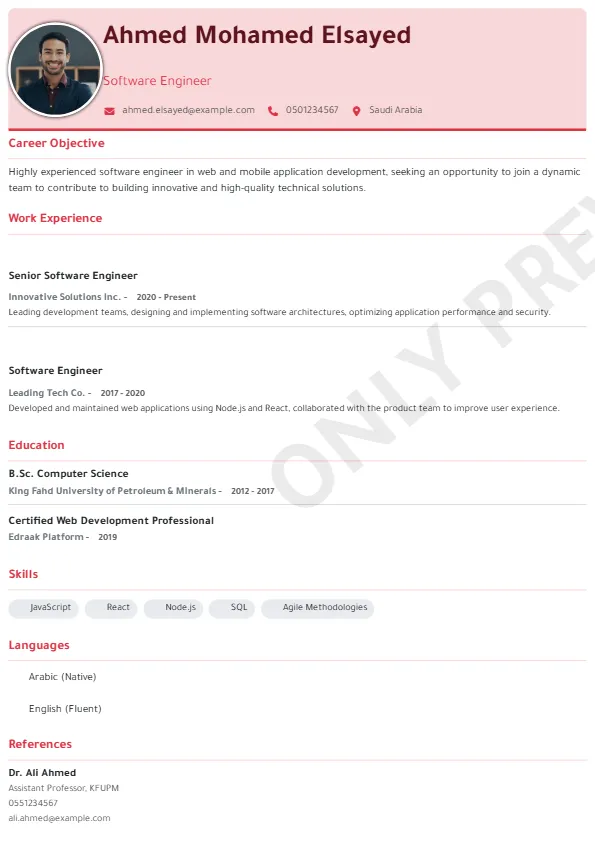 Ahmed Mohamed Elsayed
Software Engineer
ahmed.elsayed@example.com 0501234567 Saudi Arabia
Career Objective
Highly experienced software engineer in web and mobile application development, seeking an opportunity to join a dynamic
team to contribute to building innovative and high-quality technical solutions.
Work Experience
Senior Software Engineer
Innovative Solutions Inc. - 2020 - Present
Leading development teams, designing and implementing software architectures, optimizing application performance and security.
Software Engineer
Leading Tech Co. - 2017 - 2020
Developed and maintained web applications using Node.js and React, collaborated with the product team to improve user experience.
Education
B.Sc. Computer Science
King Fahd University of Petroleum & Minerals - 2012 - 2017
Certified Web Development Professional
Edraak Platform - 2019
Skills
JavaScript React Node.js SQL Agile Methodologies
Languages
Arabic (Native)
English (Fluent)
References
Dr. Ali Ahmed
Assistant Professor, KFUPM
0551234567
ali.ahmed@example.com
ONLY